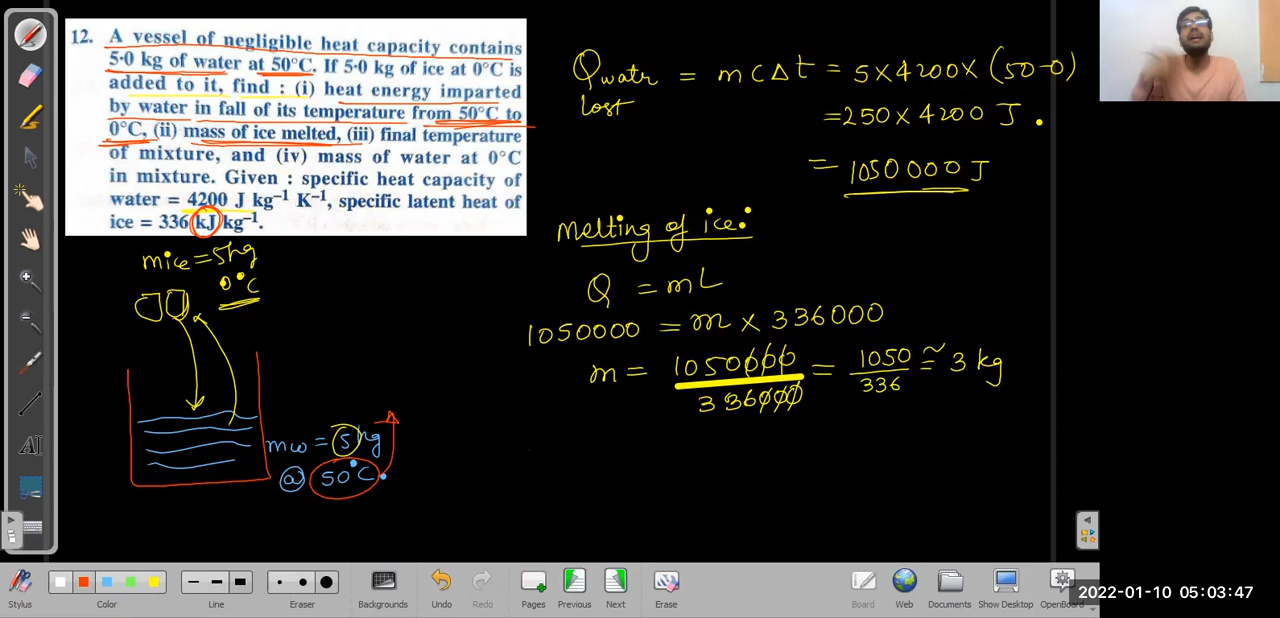 12. A vessel of negligible heat capacity contains
5·0 kg of water at 50°C. If 5·0 kg of ice at 0°C is
added to it, find : (i) heat energy imparted
by water in fall of its temperature from 50°C to
0°C, (ii) mass of ice melted, (iii) final temperature
of mixture, and (iv) mass of water at 0°C
in mixture. Given : specific heat capacity of
water = 4200 J kg⁻¹ K⁻¹, specific latent heat of
ice = 336 kJ kg⁻¹.
mice = 5kg
0°C
mw = 5kg
@ 50°C.
Qwatr = mc∆t = 5×4200×(50-0)
lost
= 250×4200 J.
= 1050000J
Melting of ice:
Q = mL
1050000 = m × 336000
m = 1050000/336000 = 1050/336 ≃ 3 kg
AI
Stylus
Color
Line
Eraser
Backgrounds
Undo
Redo
Pages
Previous
Next
Erase
Board
Web
Documents
Show Desktop
OpenBoard
2022-01-10 05:03:47